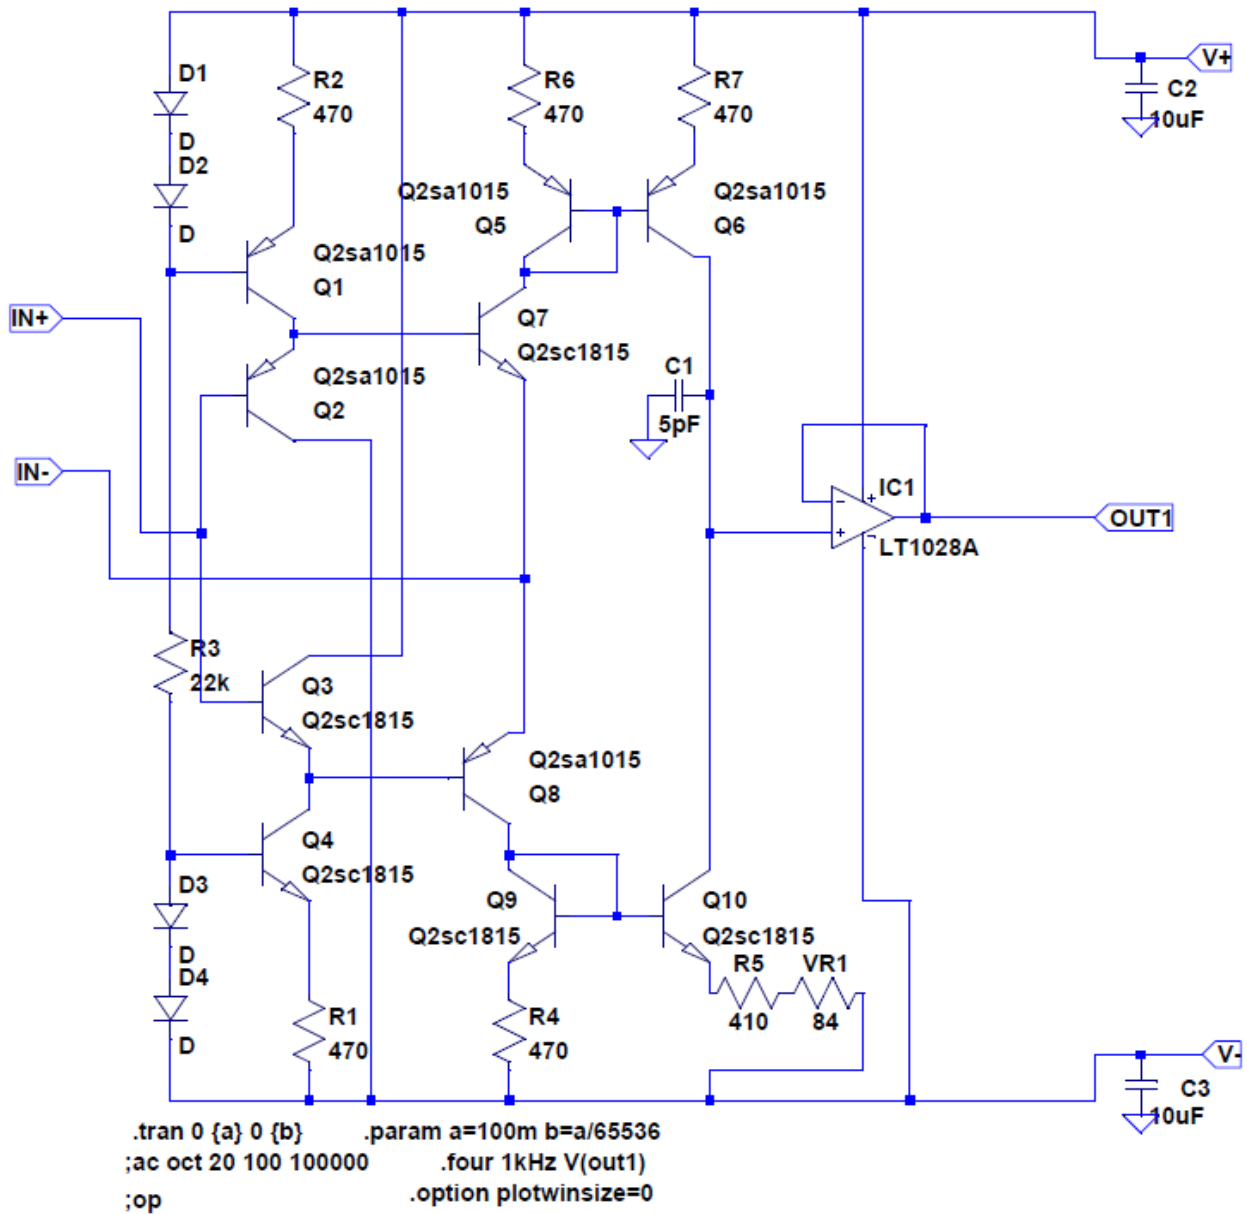 V+
C2
10uF
D1
D
D2
D
R2
470
R6
470
R7
470
Q2sa1015
Q5
Q2sa1015
Q6
Q2sa1015
Q1
IN+
Q7
Q2sc1815
Q2sa1015
Q2
C1
5pF
IN-
IC1
LT1028A
OUT1
R3
22k
Q3
Q2sc1815
Q2sa1015
Q8
Q4
Q2sc1815
D3
D
D4
D
Q9
Q2sc1815
Q10
Q2sc1815
R5
410
VR1
84
R1
470
R4
470
V-
C3
10uF
.tran 0 {a} 0 {b}
.param a=100m b=a/65536
;ac oct 20 100 100000
.four 1kHz V(out1)
;op
.option plotwinsize=0